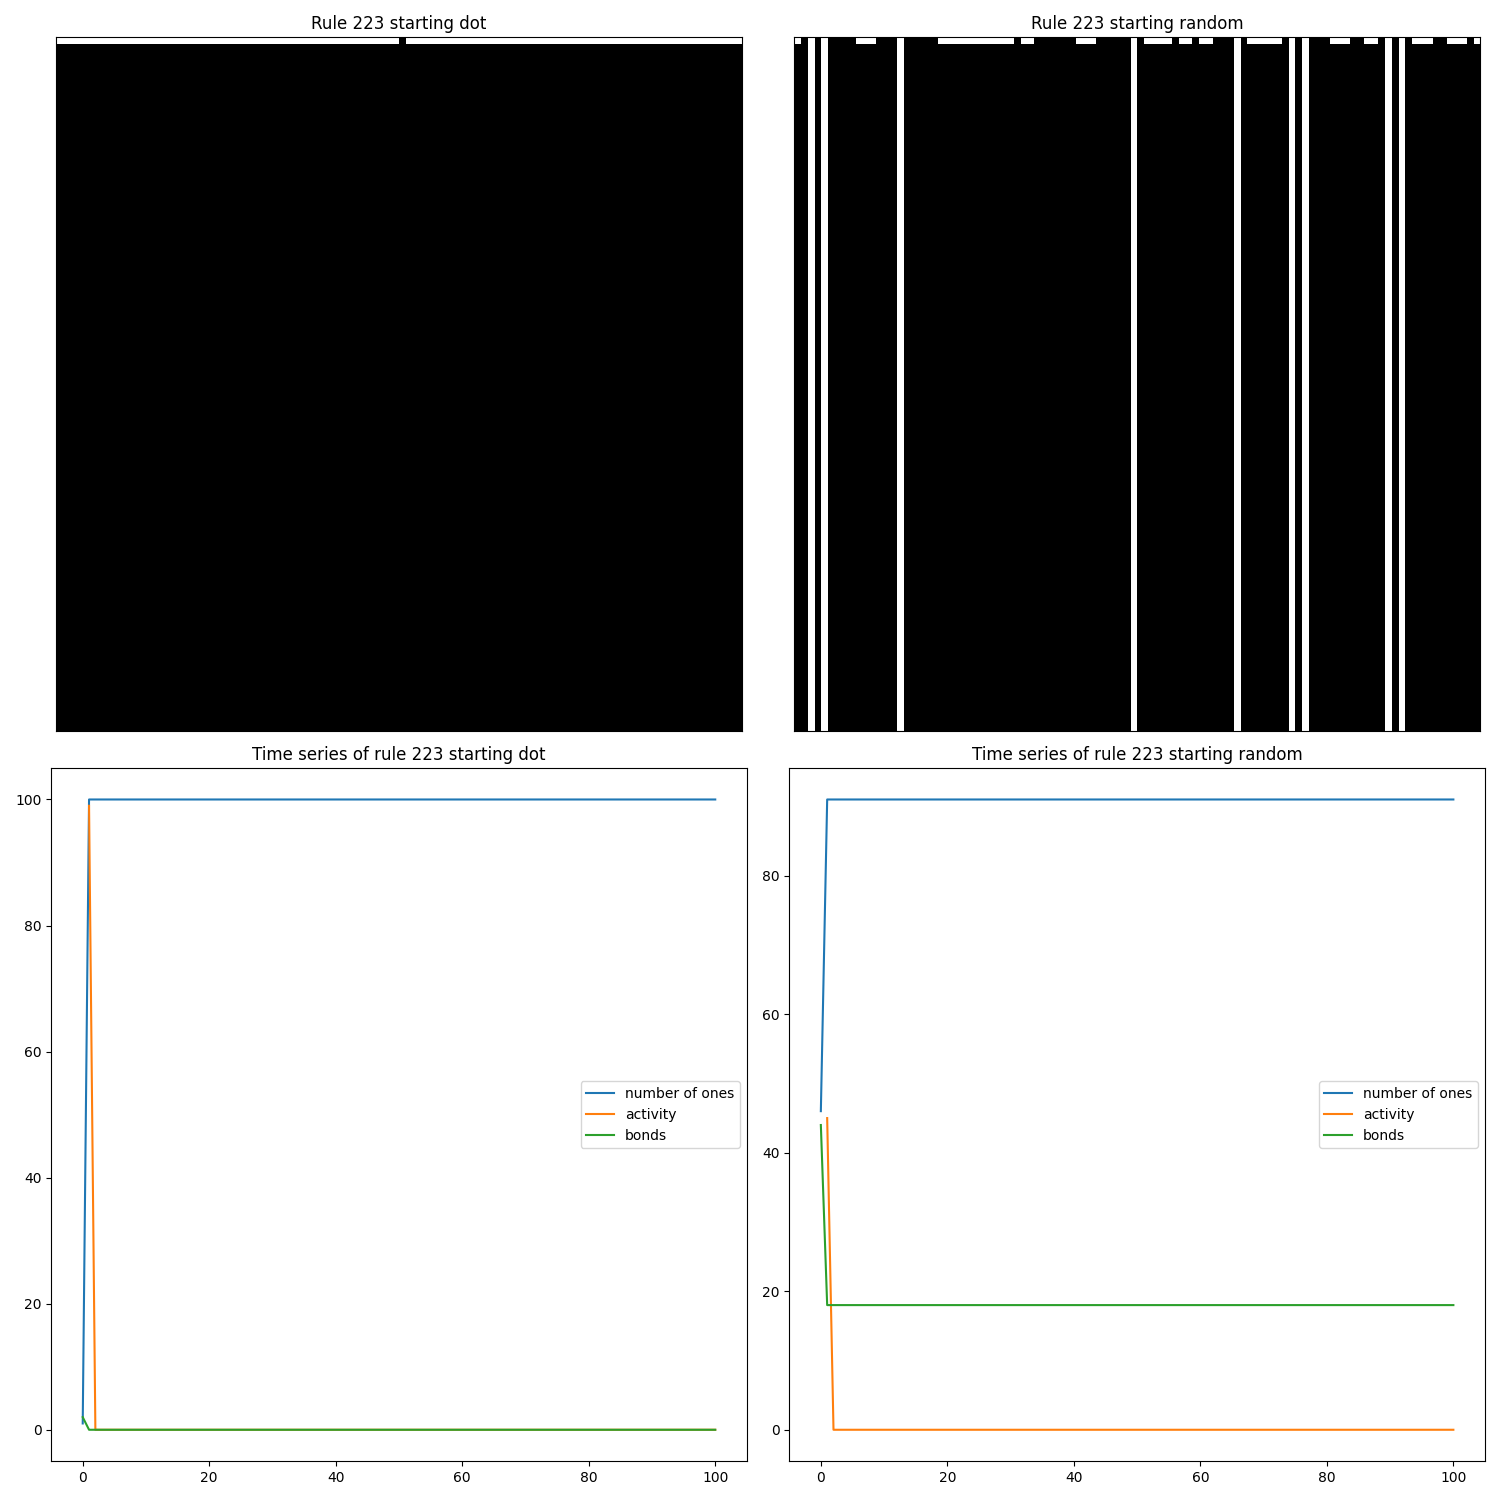 Rule 223 starting dot
Rule 223 starting random
Time series of rule 223 starting dot
100
80
60
40
20
0
0 20 40 60 80 100
number of ones
activity
bonds
Time series of rule 223 starting random
80
60
40
20
0
0 20 40 60 80 100
number of ones
activity
bonds